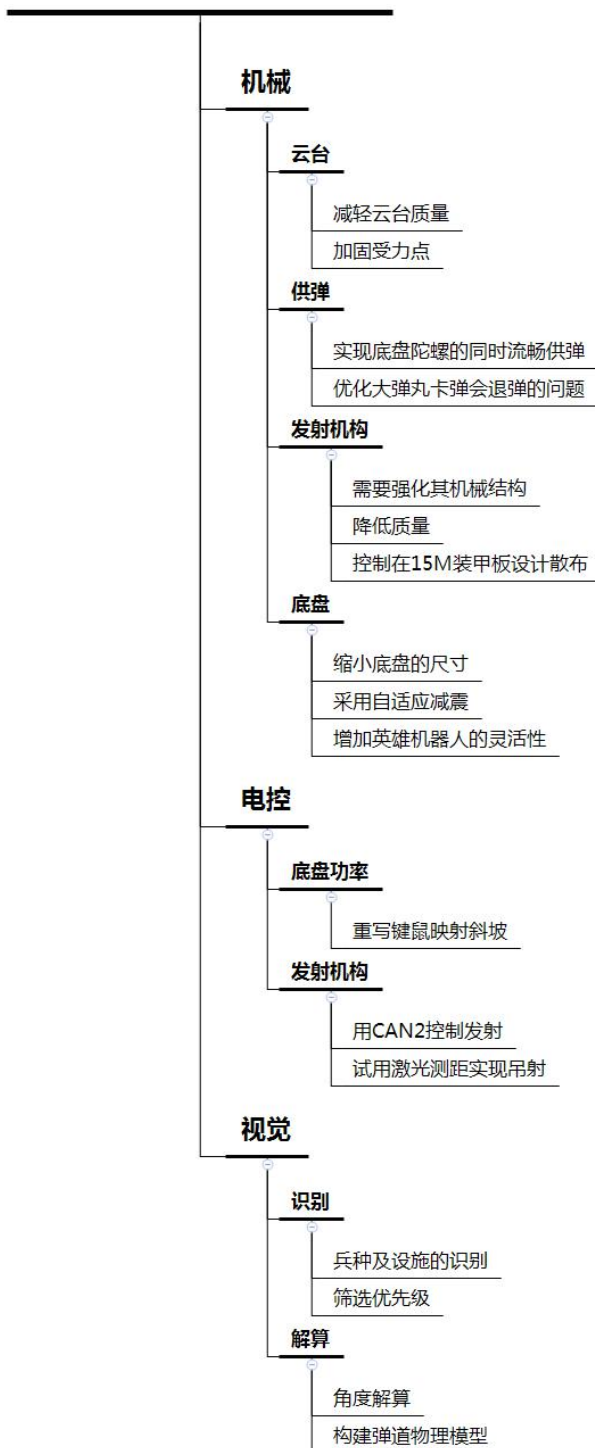 机械
云台
减轻云台质量
加固受力点
供弹
实现底盘陀螺的同时流畅供弹
优化大弹丸卡弹会退弹的问题
发射机构
需要强化其机械结构
降低质量
控制在15M装甲板设计散布
底盘
缩小底盘的尺寸
采用自适应减震
增加英雄机器人的灵活性
电控
底盘功率
重写键鼠映射斜坡
发射机构
用CAN2控制发射
试用激光测距实现吊射
视觉
识别
兵种及设施的识别
筛选优先级
解算
角度解算
构建弹道物理模型